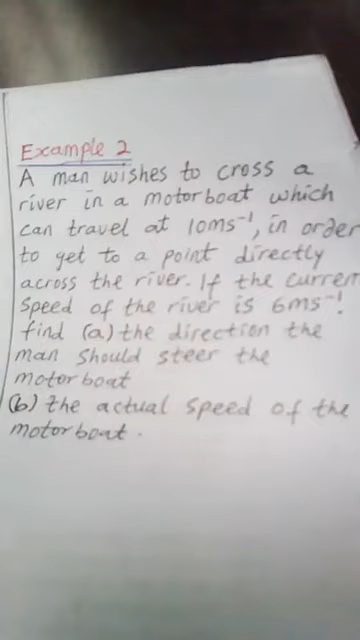 Example 2
A man wishes to cross a
river in a motorboat which
can travel at 10ms⁻¹, in order
to get to a point directly
across the river. If the curren
Speed of the river is 6ms⁻¹.
find (a) the direction the
man should steer the
motorboat
(b) the actual speed of the
motorboat.